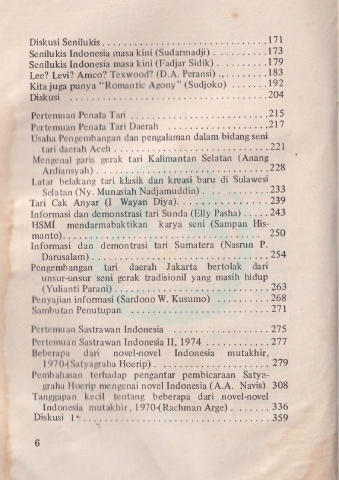 Diskusi Senilukis . . . . . . . . . . . . . . . . . . . . . . . . . 171
Senilukis Indonesia masa kini (Sudarmadji) . . . . . . . . . . 173
Senilukis Indonesia masa kini (Fadjar Sidik) . . . . . . . . . 179
Lee? Levi? Amco? Texwood? (D.A. Peransi) . . . . . . . . . 183
Kita juga punya "Romantic Agony" (Sudjoko) . . . . . . . 192
Diskusi . . . . . . . . . . . . . . . . . . . . . . . . . . . . . . 204
Pertemuan Penata Tari . . . . . . . . . . . . . . . . . . . . . 215
Pertemuan Penata Tari Daerah . . . . . . . . . . . . . . . . 217
Usaha Pengembangan dan pengalaman dalam bidang seni
tari daerah Aceh . . . . . . . . . . . . . . . . . . . . . . . . 221
Mengenal garis gerak tari Kalimantan Selatan (Anang
Ardiansyah) . . . . . . . . . . . . . . . . . . . . . . . . . . 228
Latar belakang tari klasik dan kreasi baru di Sulawesi
Selatan (Ny. Munasiah Nadjamuddin) . . . . . . . . . . . 233
Tari Cak Anyar (I Wayan Diya) . . . . . . . . . . . . . . . 239
Informasi dan demonstrasi tari Sunda (Elly Pasha) . . . . . 243
HSMI mendarmabaktikan karya seni (Sampan His-
manto) . . . . . . . . . . . . . . . . . . . . . . . . . . . . . 250
Informasi dan demontrasi tari Sumatera (Nasrun P.
Darusalam) . . . . . . . . . . . . . . . . . . . . . . . . . . 254
Pengembangan tari daerah Jakarta bertolak dari
unsur-unsur seni gerak tradisionil yang masih hidup
(Yulianti Parani) . . . . . . . . . . . . . . . . . . . . . . . 263
Penyajian informasi (Sardono W. Kusumo) . . . . . . . . . 268
Sambutan Penutupan . . . . . . . . . . . . . . . . . . . . . 271
Pertemuan Sastrawan Indonesia . . . . . . . . . . . . . . . 275
Pertemuan Sastrawan Indonesia II, 1974 . . . . . . . . . . 277
Beberapa dari novel-novel Indonesia mutakhir,
1970-(Satyagraha Hoerip) . . . . . . . . . . . . . . . . . . 279
Pembahasan terhadap pengantar pembicaraan Satya-
graha Hoerip mengenai novel Indonesia (A.A. Navis) 308
Tanggapan kecil tentang beberapa dari novel-novel
Indonesia mutakhir, 1970-(Rachman Arge) . . . . . . . 336
Diskusi 1 . . . . . . . . . . . . . . . . . . . . . . . . . . . . 359
6